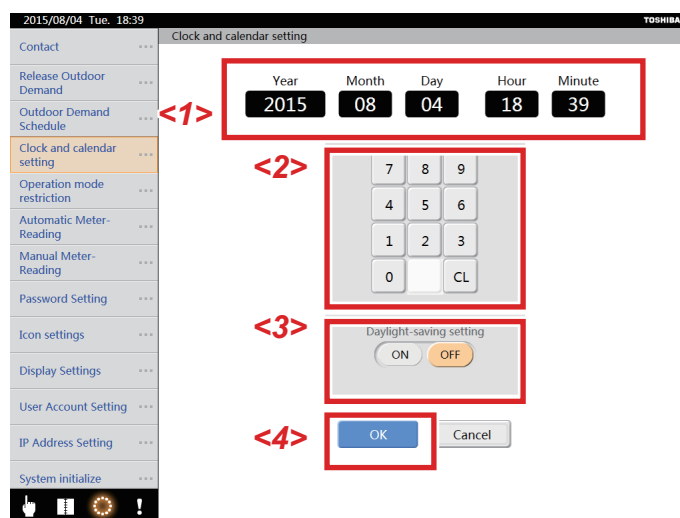 2015/08/04 Tue. 18:39
TOSHIBA
Contact
Release Outdoor
Demand
Outdoor Demand
Schedule
Clock and calendar
setting
Operation mode
restriction
Automatic Meter-
Reading
Manual Meter-
Reading
Password Setting
Icon settings
Display Settings
User Account Setting
IP Address Setting
System initialize
Clock and calendar setting
<1>
Year Month Day Hour Minute
2015 08 04 18 39
<2>
7 8 9
4 5 6
1 2 3
0 CL
<3>
Daylight-saving setting
ON OFF
<4>
OK Cancel